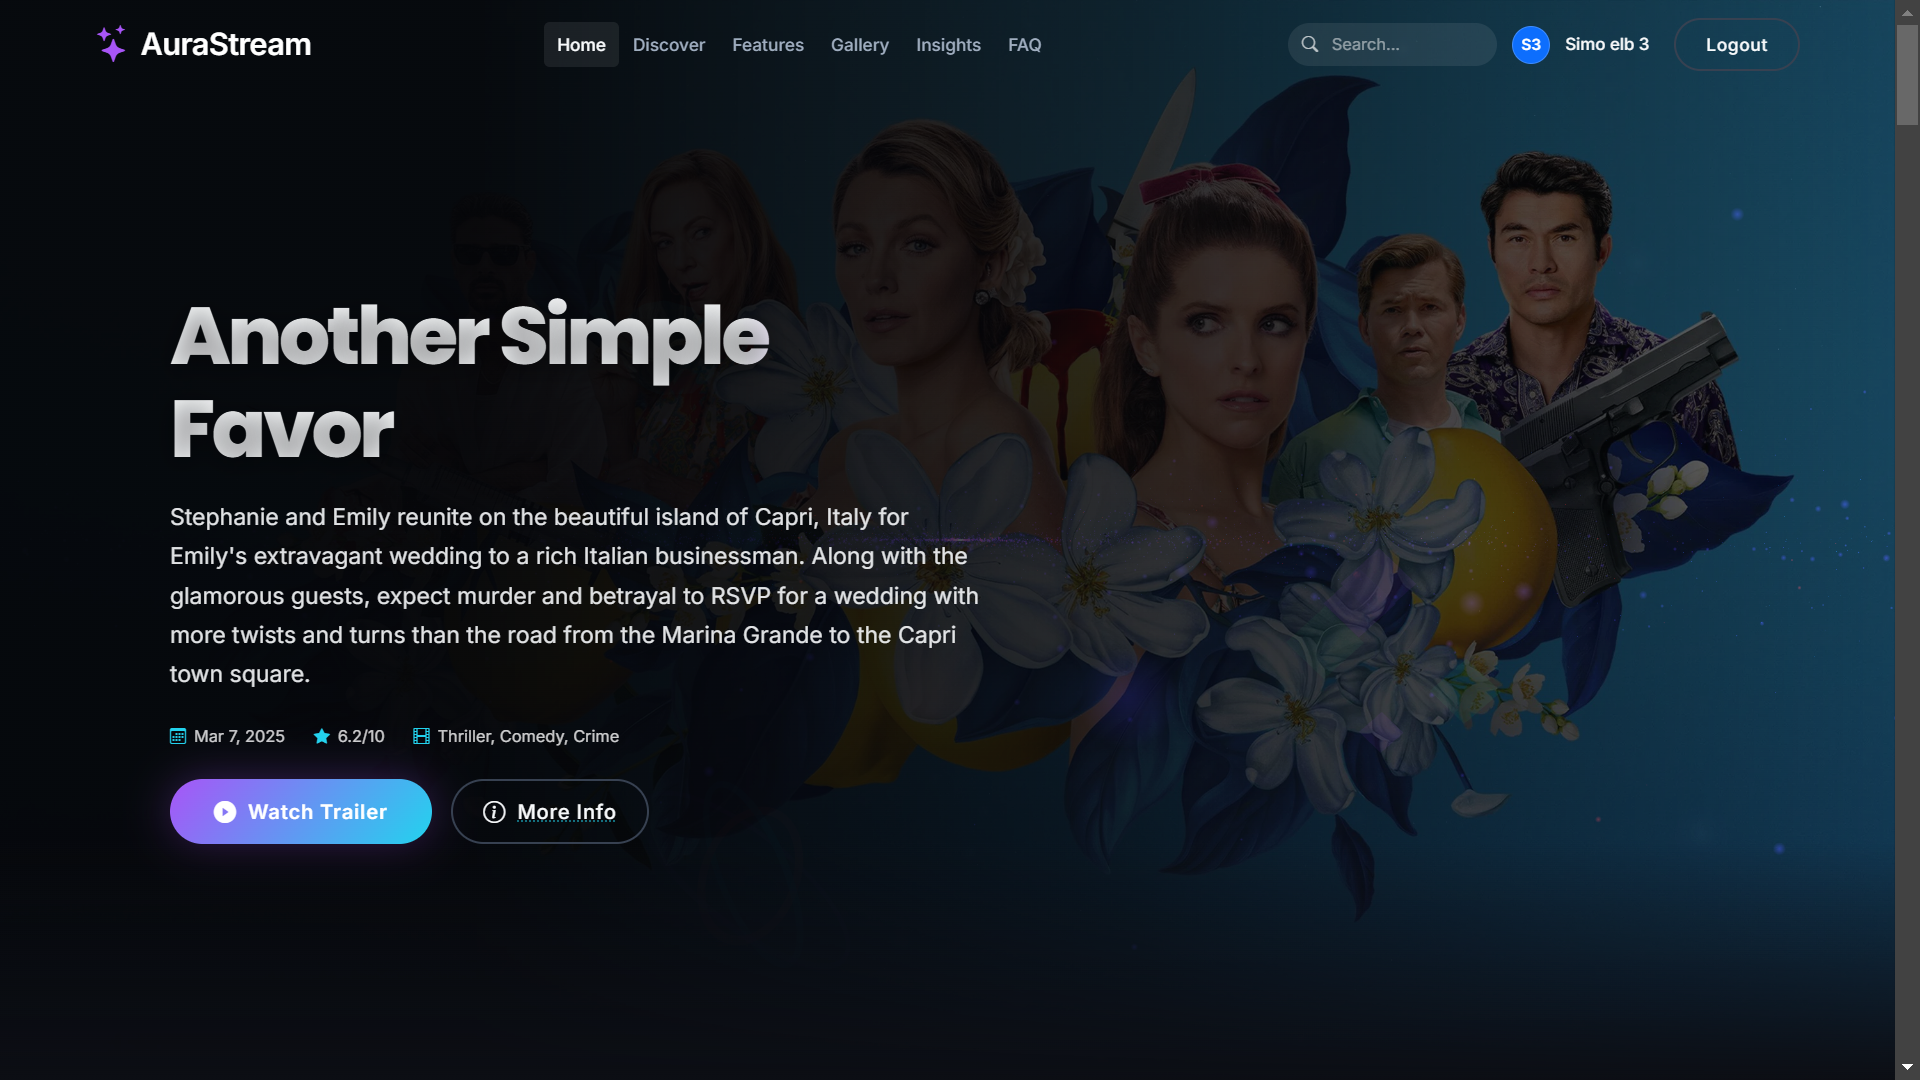 AuraStream
Home Discover Features Gallery Insights FAQ
Search...
S3 Simo elb 3
Logout
Another Simple
Favor
Stephanie and Emily reunite on the beautiful island of Capri, Italy for
Emily's extravagant wedding to a rich Italian businessman. Along with the
glamorous guests, expect murder and betrayal to RSVP for a wedding with
more twists and turns than the road from the Marina Grande to the Capri
town square.
Mar 7, 2025 6.2/10 Thriller, Comedy, Crime
Watch Trailer More Info